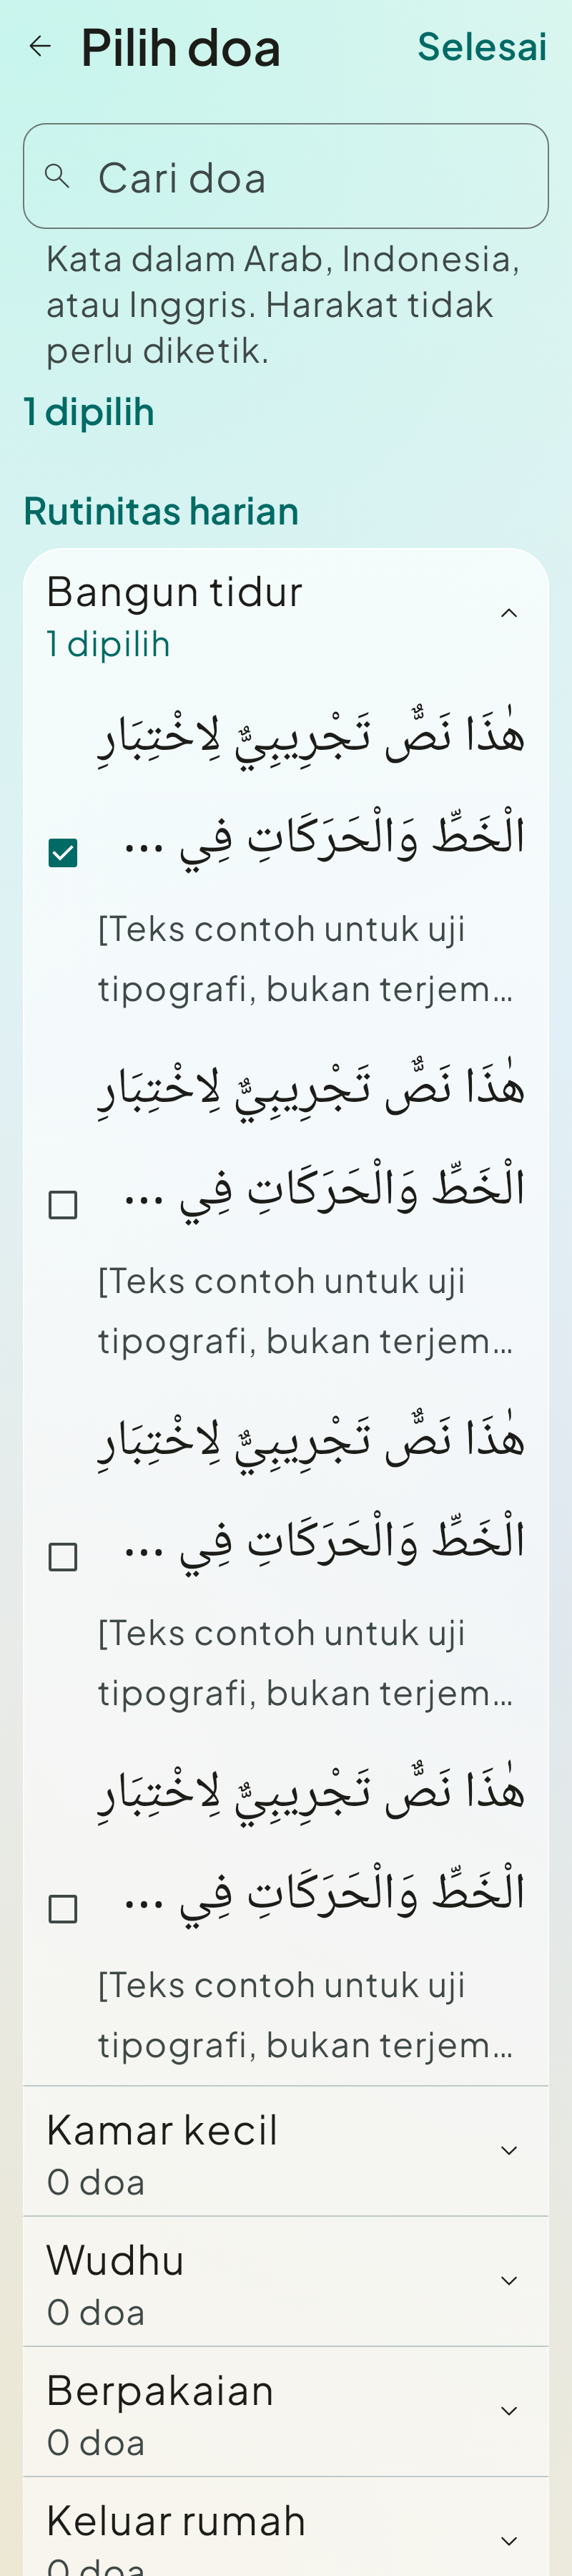 Pilih doa
Selesai
Cari doa
Kata dalam Arab, Indonesia,
atau Inggris. Harakat tidak
perlu diketik.
1 dipilih
Rutinitas harian
Bangun tidur
1 dipilih
هٰذَا نَصٌّ تَجْرِيبِيٌّ لِاخْتِبَارِ
الْخَطِّ وَالْحَرَكَاتِ فِي ...
[Teks contoh untuk uji
tipografi, bukan terjem...
هٰذَا نَصٌّ تَجْرِيبِيٌّ لِاخْتِبَارِ
الْخَطِّ وَالْحَرَكَاتِ فِي ...
[Teks contoh untuk uji
tipografi, bukan terjem...
هٰذَا نَصٌّ تَجْرِيبِيٌّ لِاخْتِبَارِ
الْخَطِّ وَالْحَرَكَاتِ فِي ...
[Teks contoh untuk uji
tipografi, bukan terjem...
هٰذَا نَصٌّ تَجْرِيبِيٌّ لِاخْتِبَارِ
الْخَطِّ وَالْحَرَكَاتِ فِي ...
[Teks contoh untuk uji
tipografi, bukan terjem...
Kamar kecil
0 doa
Wudhu
0 doa
Berpakaian
0 doa
Keluar rumah
0 doa